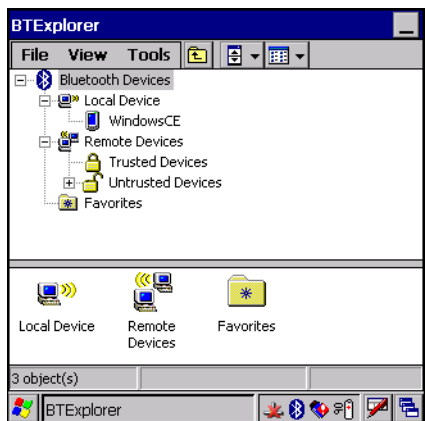 BTExplorer
File View Tools
Bluetooth Devices
Local Device
WindowsCE
Remote Devices
Trusted Devices
Untrusted Devices
Favorites
Local Device
Remote
Devices
Favorites
3 object(s)
BTExplorer